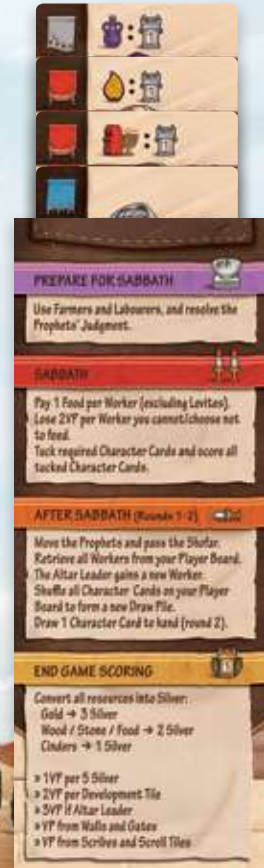 PREPARE FOR SABBATH
Use Farmers and Labourers, and resolve the
Prophets' Judgment.
SABBATH
Pay 1 Food per Worker (excluding Levites).
Lose 2VP per Worker you cannot/choose not
to feed.
Tuck required Character Cards and score all
tucked Character Cards.
AFTER SABBATH (Rounds 1-2)
Move the Prophets and pass the Shofar.
Retrieve all Workers from your Player Board.
The Altar Leader gains a new Worker.
Shuffle all Character Cards on your Player
Board to form a new Draw Pile.
Draw 1 Character Card to hand (round 2).
END GAME SCORING
Convert all resources into Silver:
Gold → 3 Silver
Wood / Stone / Food → 2 Silver
Cinders → 1 Silver
» 1VP per 5 Silver
» 2VP per Development Tile
» 3VP if Altar Leader
» VP from Walls and Gates
» VP from Scribes and Scroll Tiles